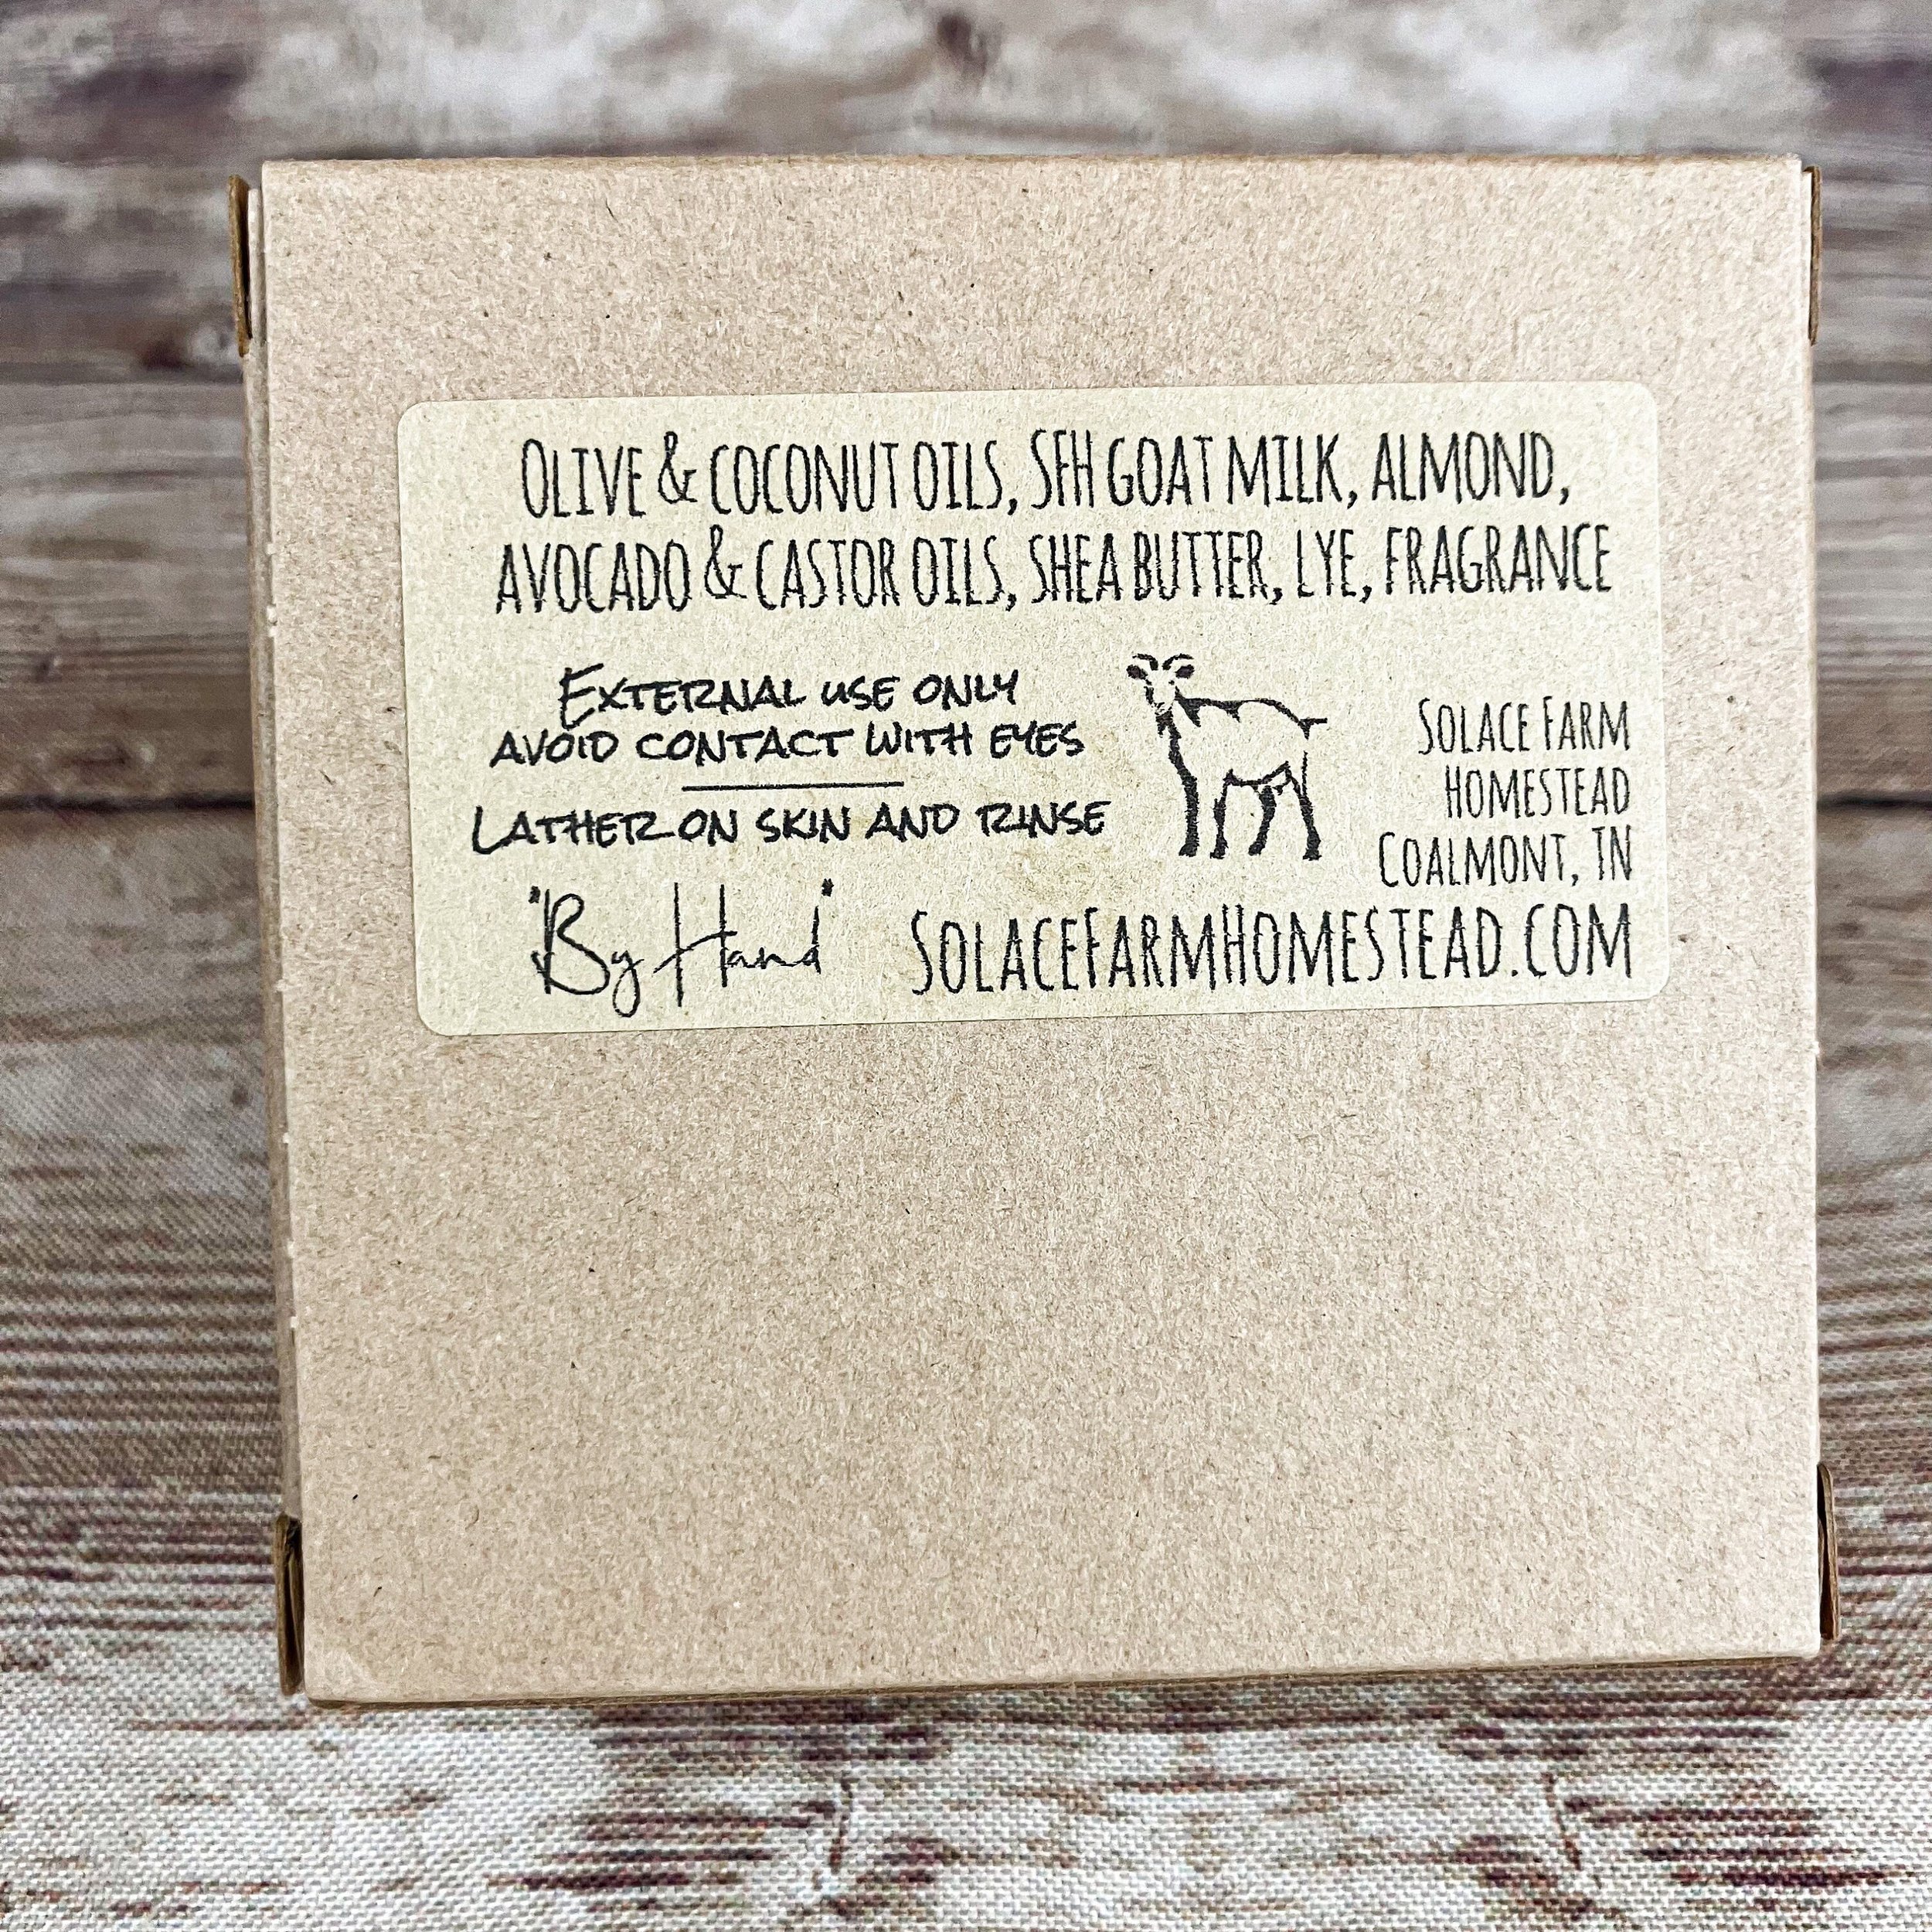 Olive & coconut oils, SFH goat milk, almond,
avocado & castor oils, shea butter, lye, fragrance
External use only
avoid contact with eyes
Lather on skin and rinse
Solace Farm
Homestead
Coalmont, TN
"By Hand"
SolaceFarmHomestead.com